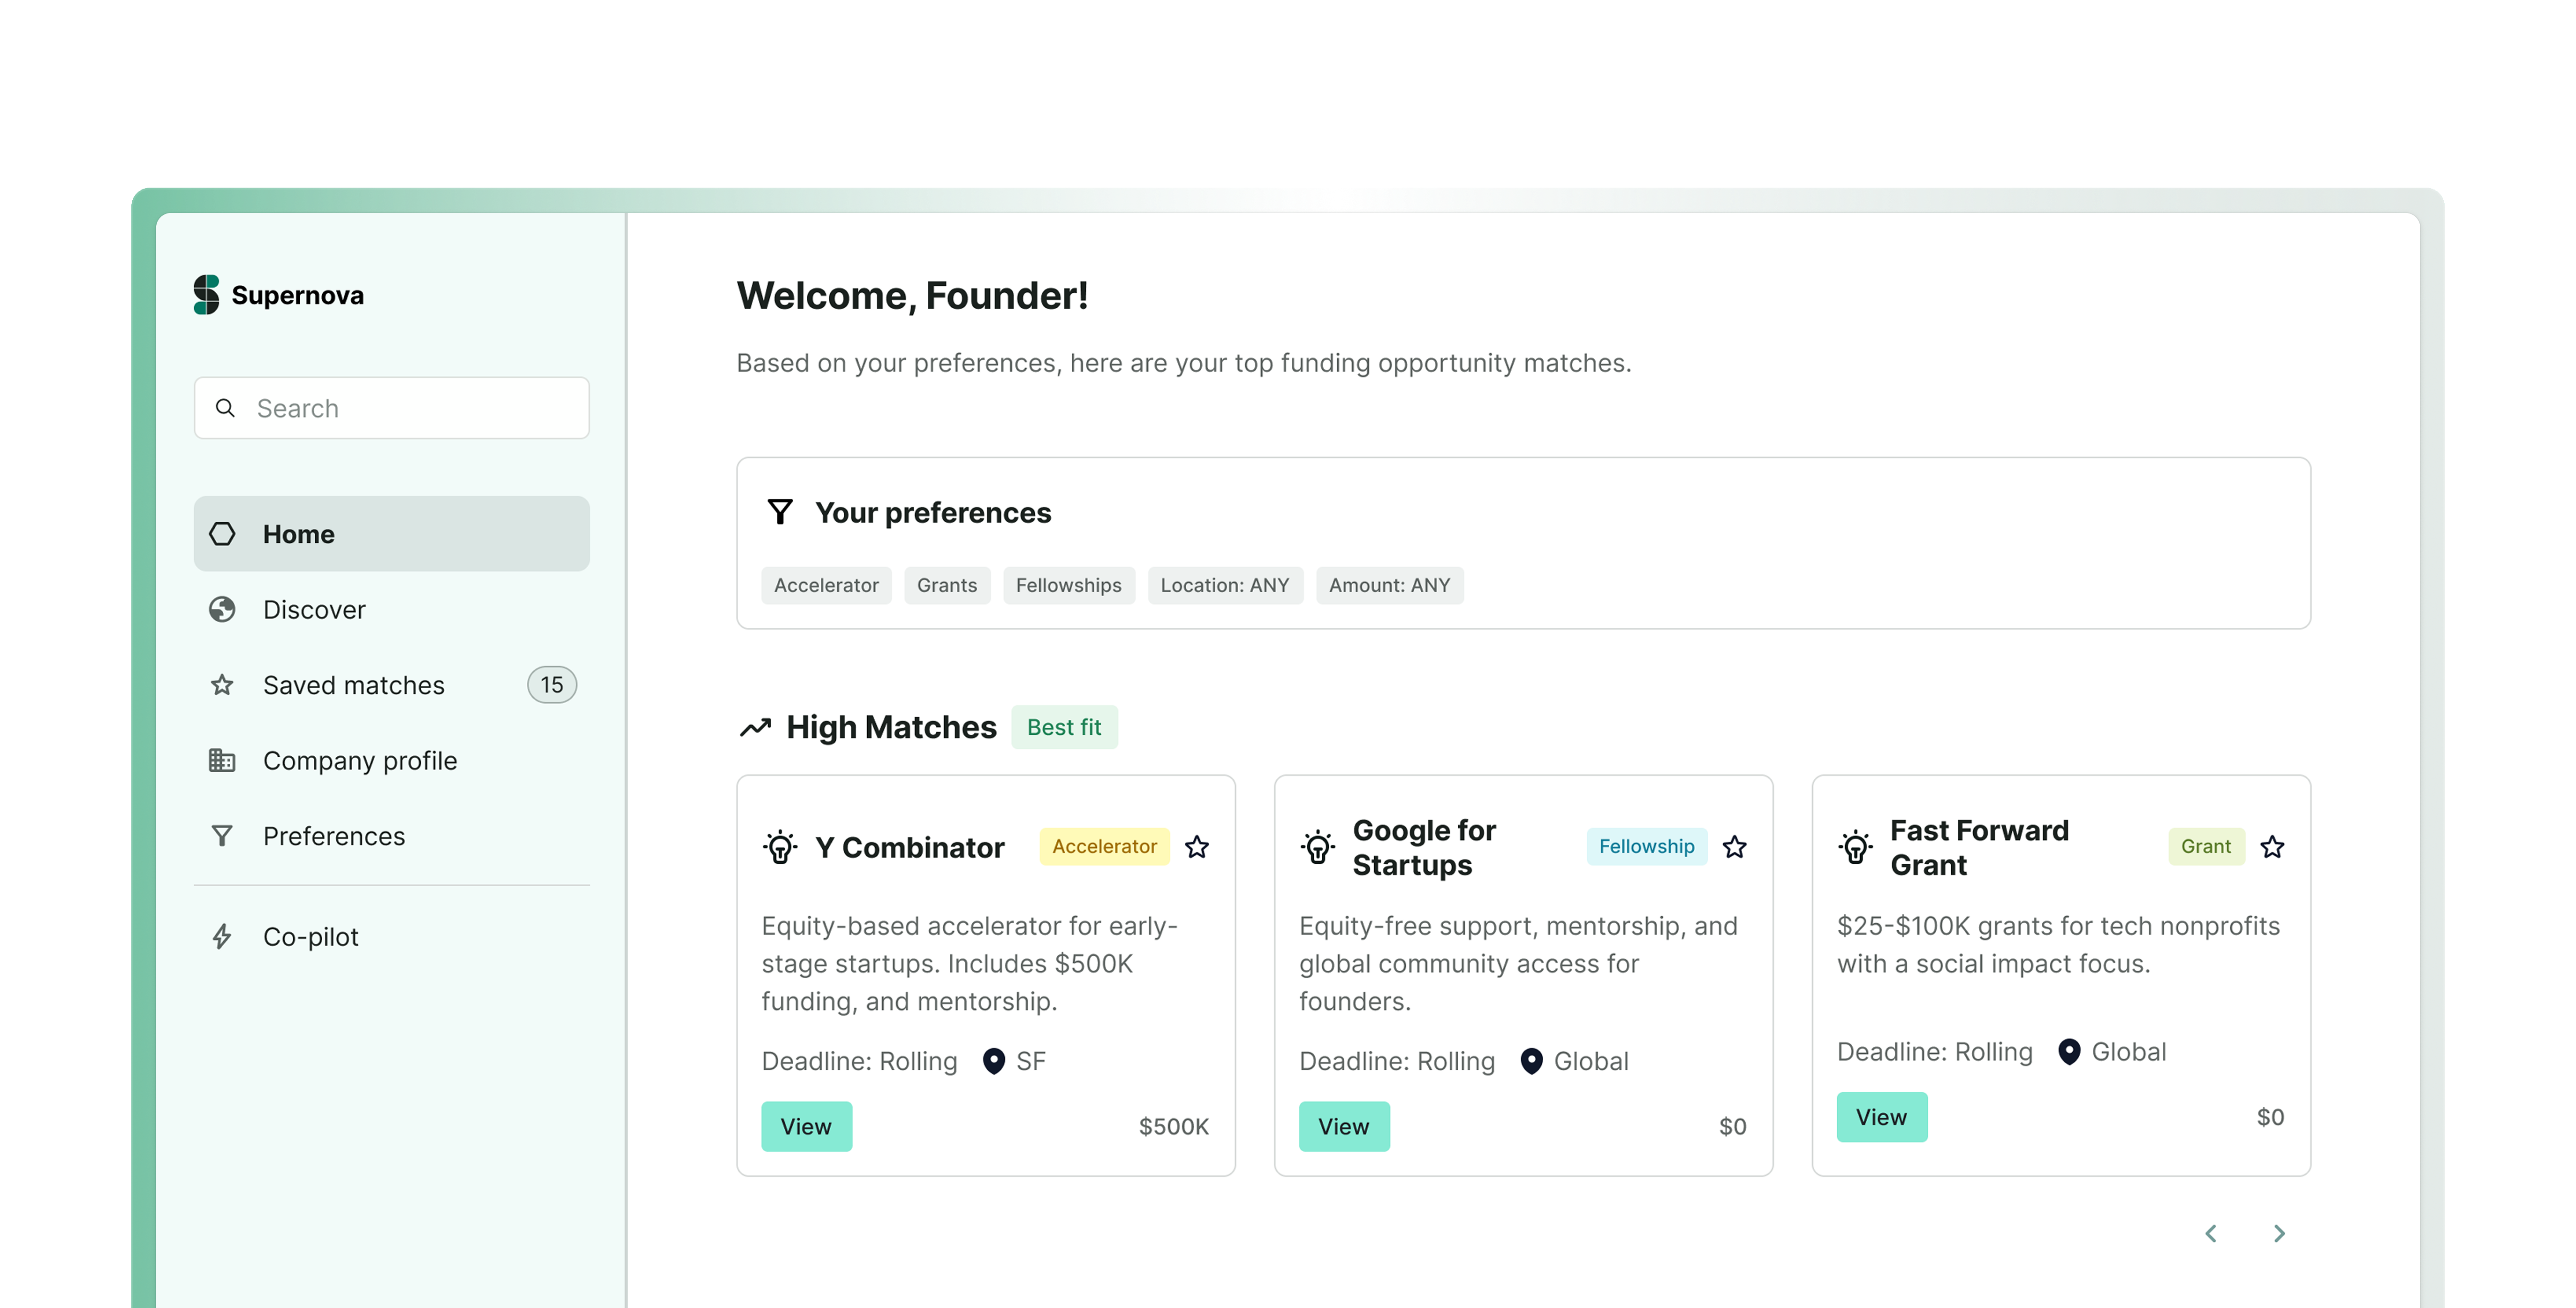 Supernova
Search
Home
Discover
Saved matches 15
Company profile
Preferences
Co-pilot
Welcome, Founder!
Based on your preferences, here are your top funding opportunity matches.
Your preferences
Accelerator Grants Fellowships Location: ANY Amount: ANY
High Matches Best fit
Y Combinator Accelerator
Equity-based accelerator for early-
stage startups. Includes $500K
funding, and mentorship.
Deadline: Rolling SF
View $500K
Google for
Startups
Fellowship
Equity-free support, mentorship, and
global community access for
founders.
Deadline: Rolling Global
View $0
Fast Forward
Grant
Grant
$25-$100K grants for tech nonprofits
with a social impact focus.
Deadline: Rolling Global
View $0